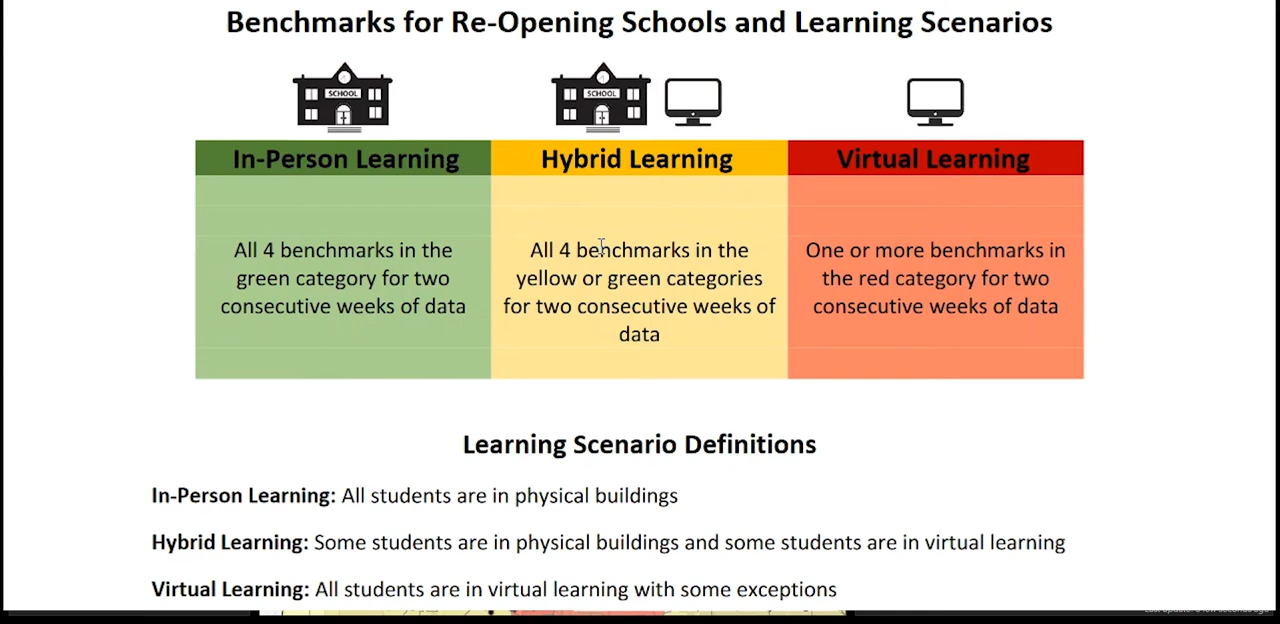 Benchmarks for Re-Opening Schools and Learning Scenarios
SCHOOL
SCHOOL
In-Person Learning
Hybrid Learning
Virtual Learning
All 4 benchmarks in the
green category for two
consecutive weeks of data
All 4 benchmarks in the
yellow or green categories
for two consecutive weeks of
data
One or more benchmarks in
the red category for two
consecutive weeks of data
Learning Scenario Definitions
In-Person Learning: All students are in physical buildings
Hybrid Learning: Some students are in physical buildings and some students are in virtual learning
Virtual Learning: All students are in virtual learning with some exceptions